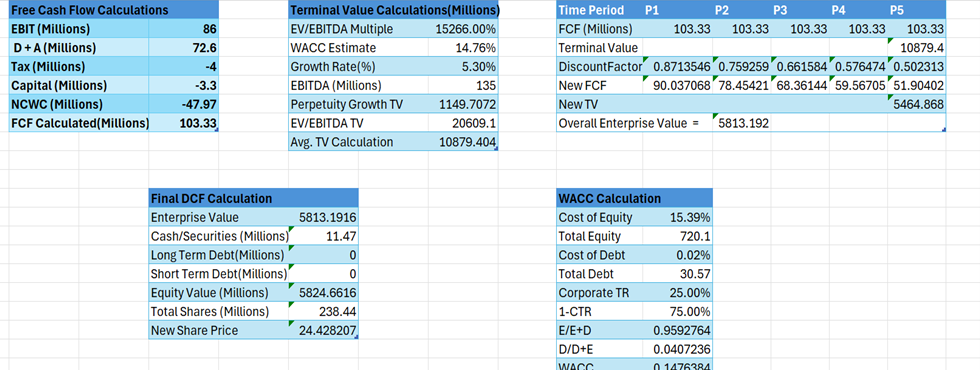 Free Cash Flow Calculations
EBIT (Millions) 86
D + A (Millions) 72.6
Tax (Millions) -4
Capital (Millions) -3.3
NCWC (Millions) -47.97
FCF Calculated(Millions) 103.33
Terminal Value Calculations(Millions)
EV/EBITDA Multiple 15266.00%
WACC Estimate 14.76%
Growth Rate(%) 5.30%
EBITDA (Millions) 135
Perpetuity Growth TV 1149.7072
EV/EBITDA TV 20609.1
Avg. TV Calculation 10879.404
Time Period P1 P2 P3 P4 P5
FCF (Millions) 103.33 103.33 103.33 103.33 103.33
Terminal Value 10879.4
DiscountFactor 0.8713546 0.759259 0.661584 0.576474 0.502313
New FCF 90.037068 78.45421 68.36144 59.56705 51.90402
New TV 5464.868
Overall Enterprise Value = 5813.192
Final DCF Calculation
Enterprise Value 5813.1916
Cash/Securities (Millions) 11.47
Long Term Debt(Millions) 0
Short Term Debt(Millions) 0
Equity Value (Millions) 5824.6616
Total Shares (Millions) 238.44
New Share Price 24.428207
WACC Calculation
Cost of Equity 15.39%
Total Equity 720.1
Cost of Debt 0.02%
Total Debt 30.57
Corporate TR 25.00%
1-CTR 75.00%
E/E+D 0.9592764
D/D+E 0.0407236
WACC 0.1476384